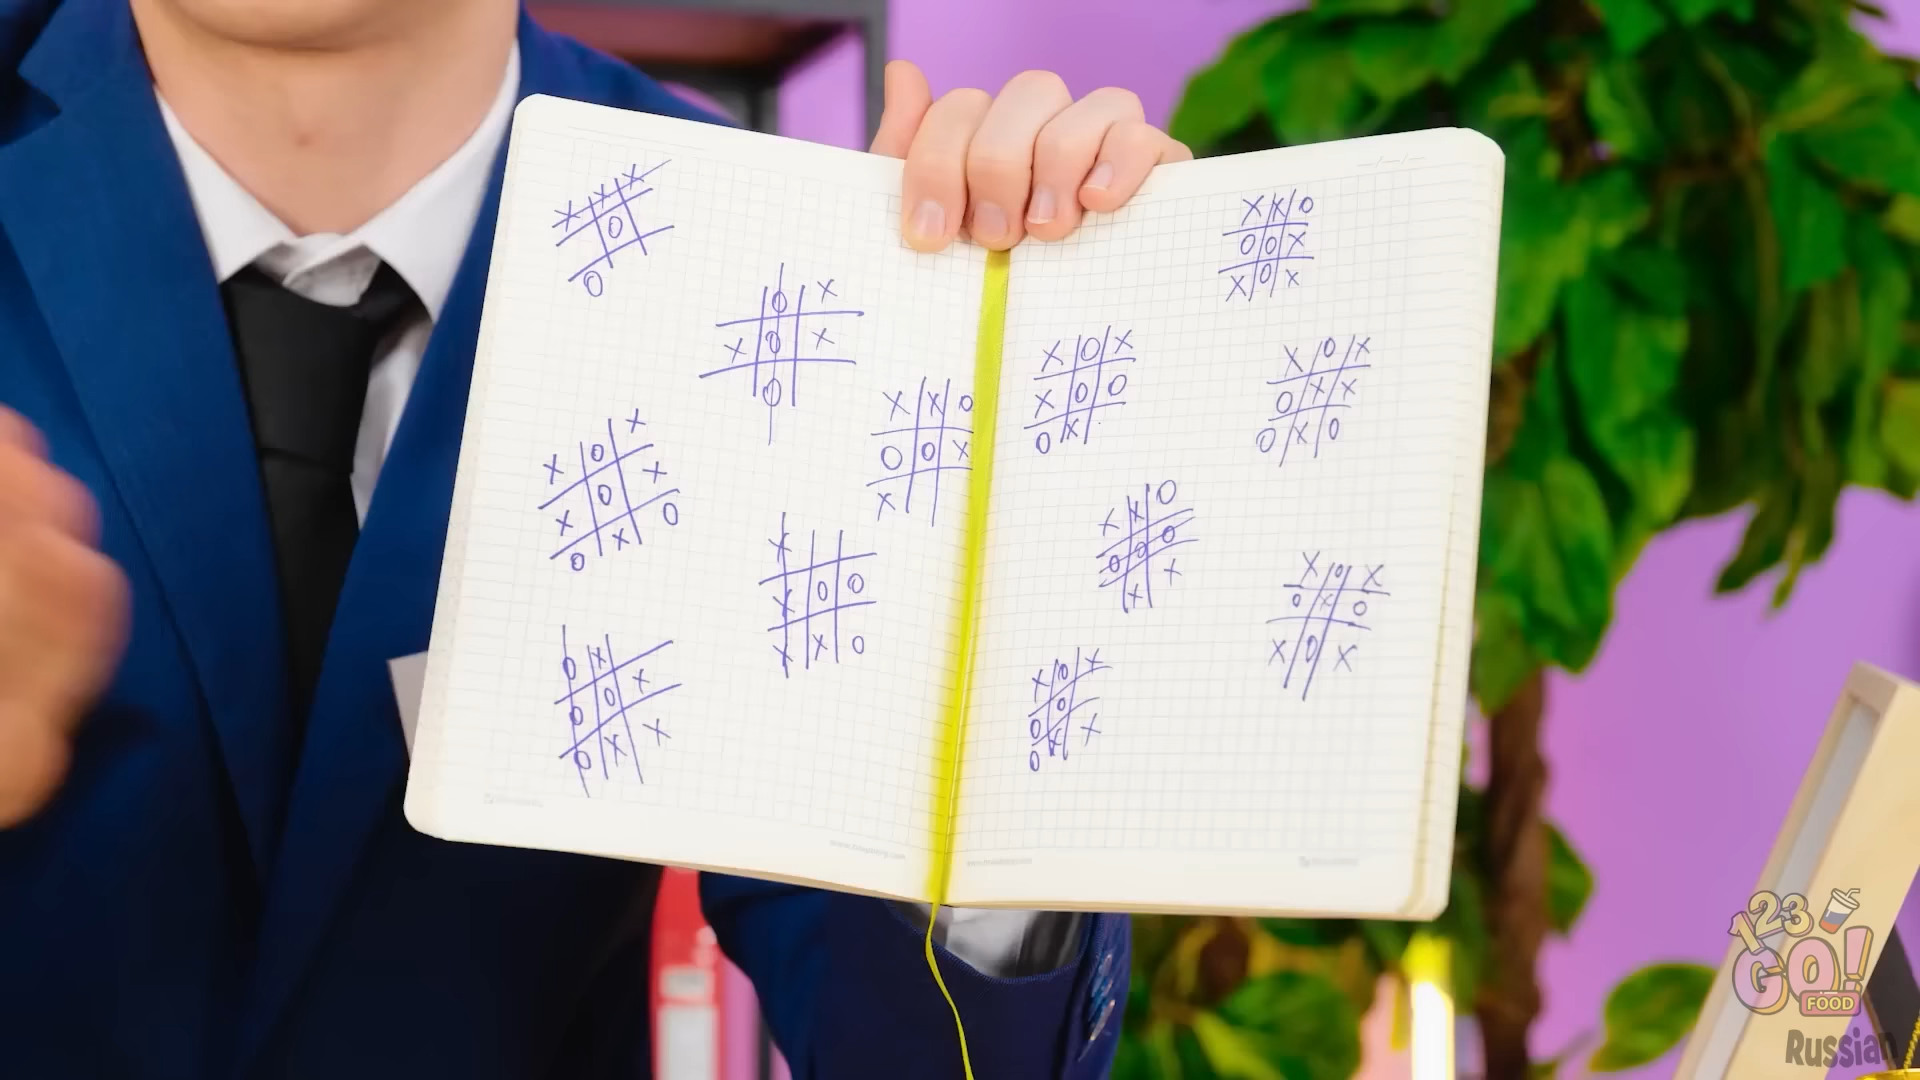 X X X
O
O
O X
X O X
O
X X O
O O X
X
X O X
X O X
O X O
X
X O O
X X O
O X
O O X
O X X
X X O
O O X
X O X
X O X
X O O
O X
X O X
O X X
O X O
X X O
O O O
X X
X O X
O X O
X O X
X O X
O O
O X X
123
GO!
FOOD
Russian